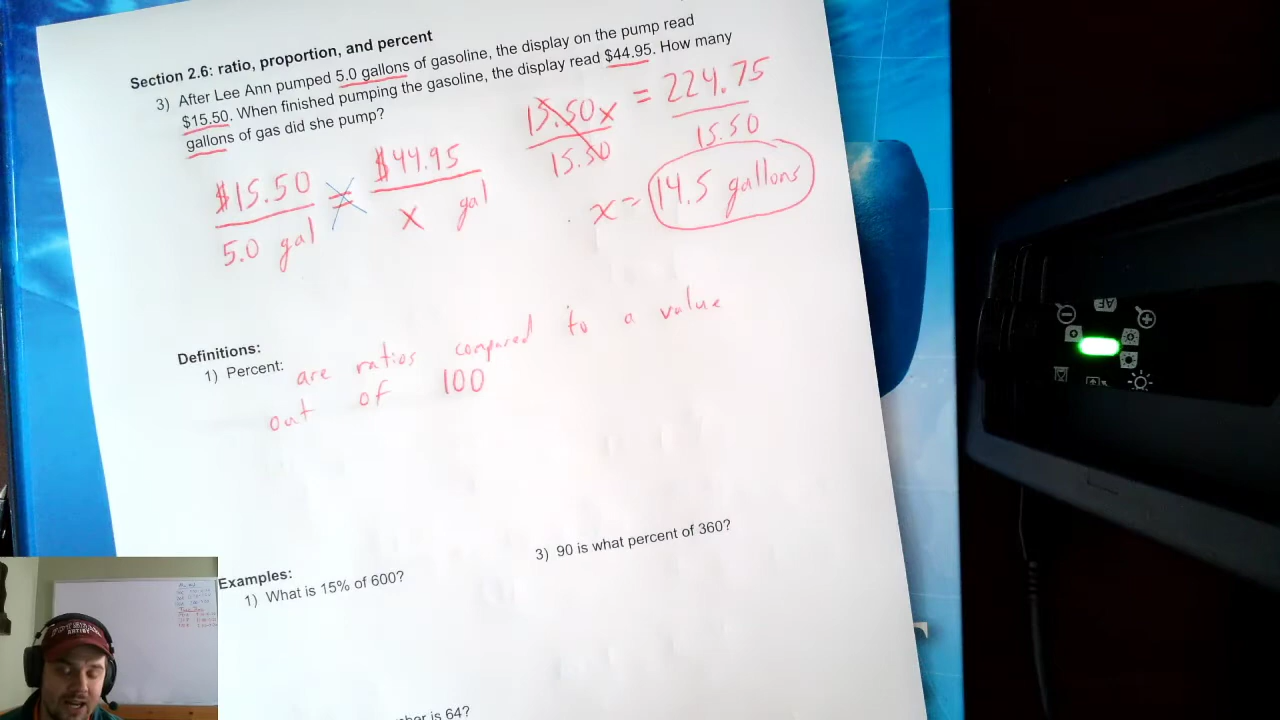 Section 2.6: ratio, proportion, and percent
3) After Lee Ann pumped 5.0 gallons of gasoline, the display on the pump read
$15.50. When finished pumping the gasoline, the display read $44.95. How many
gallons of gas did she pump?
$15.50 = $44.95
5.0 gal x gal
15.50x = 224.75
15.50 15.50
x = 14.5 gallons
Definitions:
1) Percent: are ratios compared to a value
out of 100
Examples:
1) What is 15% of 600?
3) 90 is what percent of 360?
is 64?
AF